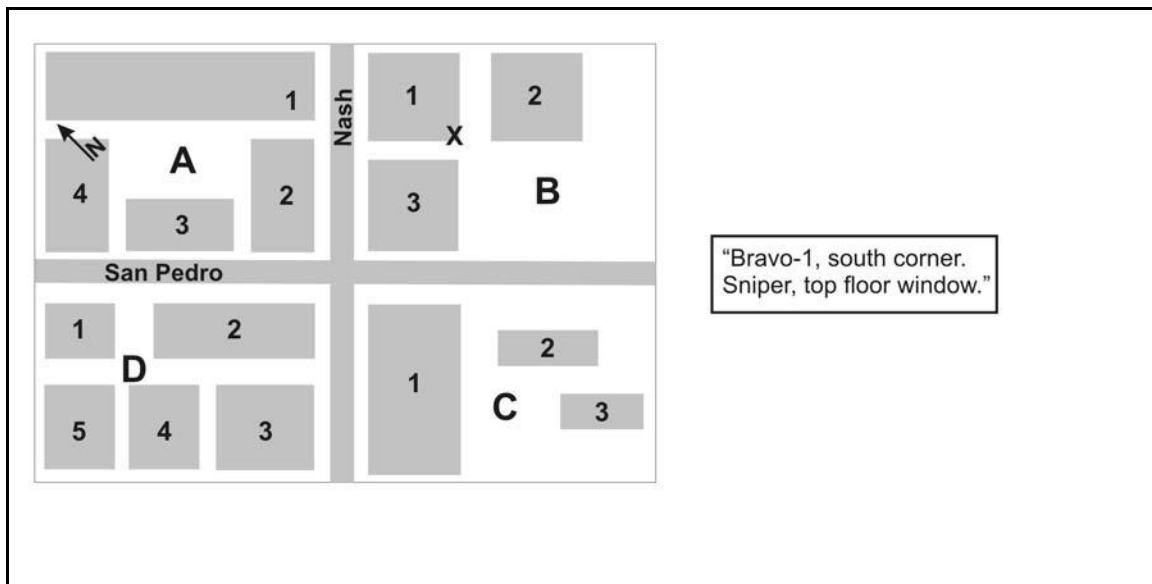 1
N
A
4
2
3
Nash
1
2
X
3
B
San Pedro
1
2
D
5
4
3
1
2
C
3
“Bravo-1, south corner.
Sniper, top floor window.”